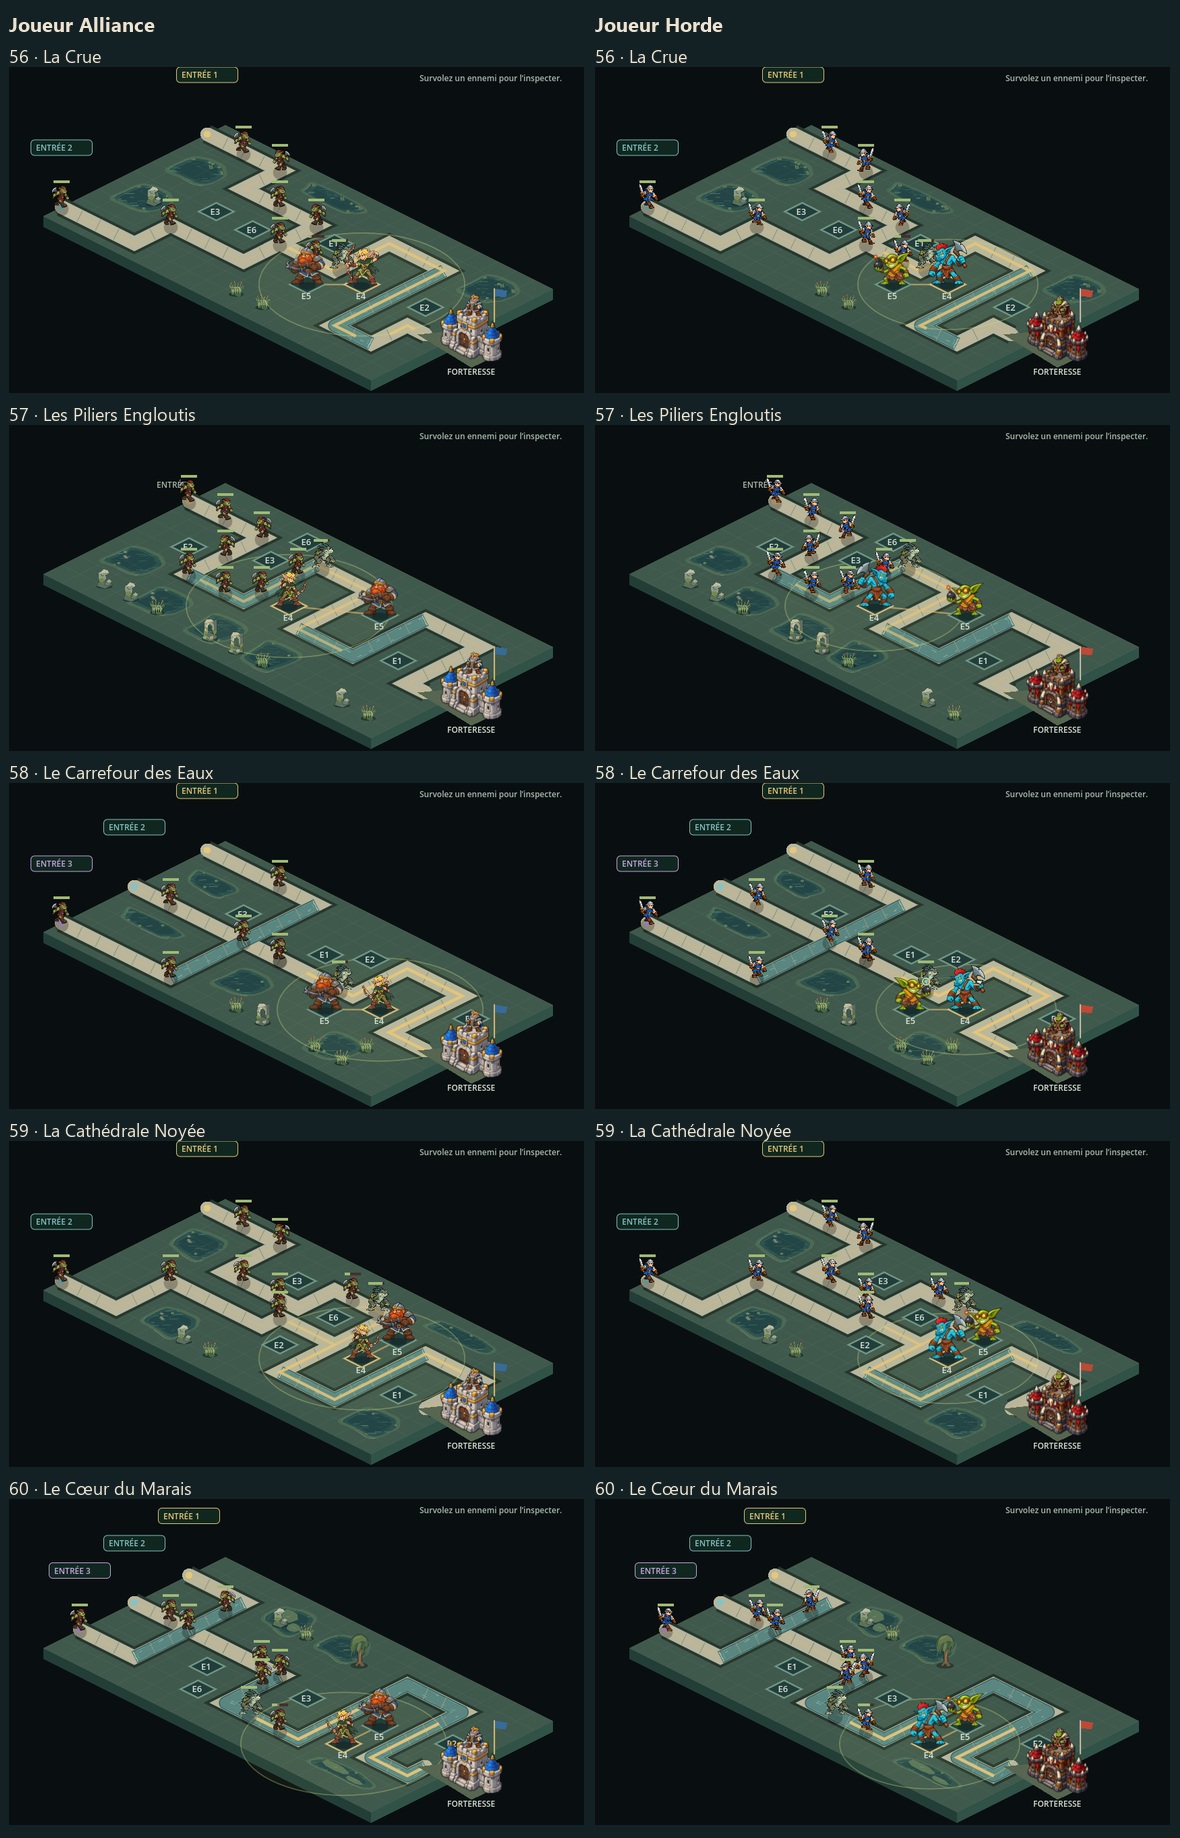 Joueur Alliance
Joueur Horde
56 · La Crue
56 · La Crue
ENTRÉE 1
Survolez un ennemi pour l'inspecter.
ENTRÉE 1
Survolez un ennemi pour l'inspecter.
ENTRÉE 2
ENTRÉE 2
E3
E6
E3
E6
E5
E4
E2
E5
E4
E2
FORTERESSE
FORTERESSE
57 · Les Piliers Engloutis
57 · Les Piliers Engloutis
Survolez un ennemi pour l'inspecter.
Survolez un ennemi pour l'inspecter.
E6
E3
E6
E3
E4
E5
E4
E5
E1
E1
FORTERESSE
FORTERESSE
58 · Le Carrefour des Eaux
58 · Le Carrefour des Eaux
ENTRÉE 1
Survolez un ennemi pour l'inspecter.
ENTRÉE 1
Survolez un ennemi pour l'inspecter.
ENTRÉE 2
ENTRÉE 2
ENTRÉE 3
ENTRÉE 3
E1
E2
E1
E2
E5
E4
E5
E4
FORTERESSE
FORTERESSE
59 · La Cathédrale Noyée
59 · La Cathédrale Noyée
ENTRÉE 1
Survolez un ennemi pour l'inspecter.
ENTRÉE 1
Survolez un ennemi pour l'inspecter.
ENTRÉE 2
ENTRÉE 2
E3
E3
E6
E6
E2
E5
E2
E5
E4
E4
E1
E1
FORTERESSE
FORTERESSE
60 · Le Cœur du Marais
60 · Le Cœur du Marais
ENTRÉE 1
Survolez un ennemi pour l'inspecter.
ENTRÉE 1
Survolez un ennemi pour l'inspecter.
ENTRÉE 2
ENTRÉE 2
ENTRÉE 3
ENTRÉE 3
E1
E1
E6
E3
E6
E3
E5
E5
E4
E4
E2
FORTERESSE
FORTERESSE